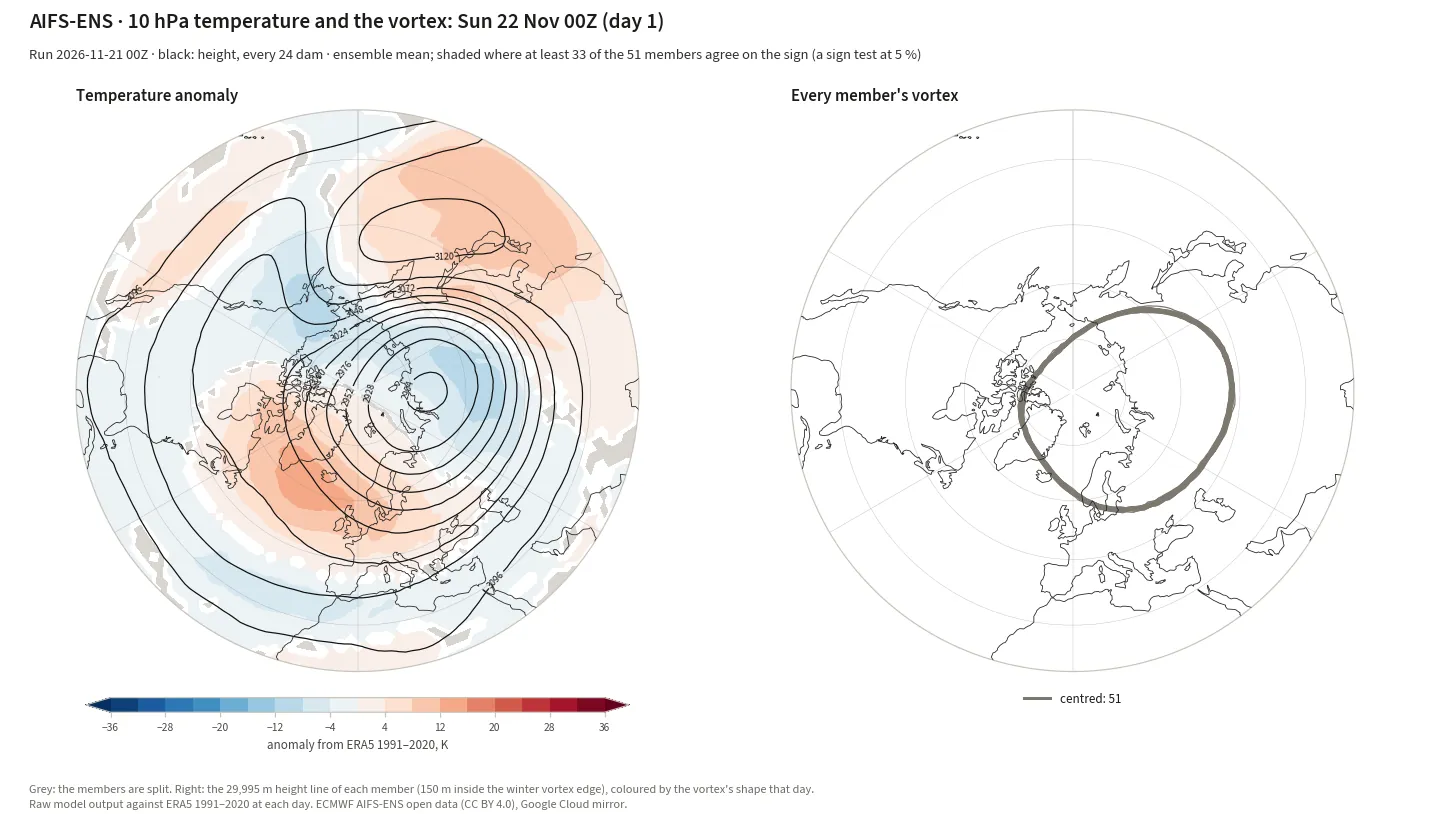 AIFS-ENS · 10 hPa temperature and the vortex: Sun 22 Nov 00Z (day 1)
Run 2026-11-21 00Z · black: height, every 24 dam · ensemble mean; shaded where at least 33 of the 51 members agree on the sign (a sign test at 5 %)
Temperature anomaly
Every member's vortex
3120
3072
3048
3024
2976
2952
2928
3096
centred: 51
−36 −28 −20 −12 −4 4 12 20 28 36
anomaly from ERA5 1991–2020, K
Grey: the members are split. Right: the 29,995 m height line of each member (150 m inside the winter vortex edge), coloured by the vortex's shape that day.
Raw model output against ERA5 1991–2020 at each day. ECMWF AIFS-ENS open data (CC BY 4.0), Google Cloud mirror.